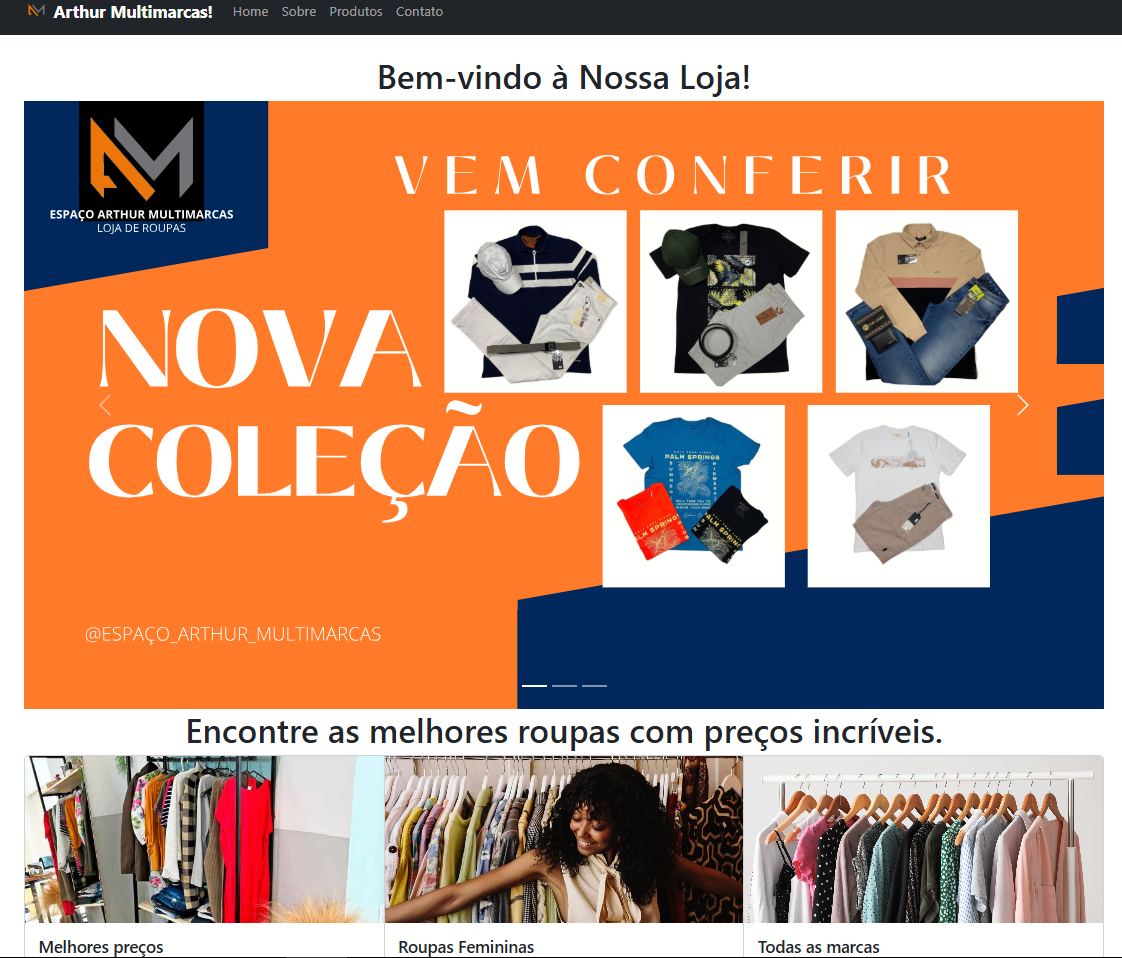 Arthur Multimarcas! Home Sobre Produtos Contato
Bem-vindo à Nossa Loja!
ESPAÇO ARTHUR MULTIMARCAS
LOJA DE ROUPAS
VEM CONFERIR
NOVA
COLEÇÃO
PALM SPRINGS
@ESPAÇO_ARTHUR_MULTIMARCAS
Encontre as melhores roupas com preços incríveis.
Melhores preços
Roupas Femininas
Todas as marcas